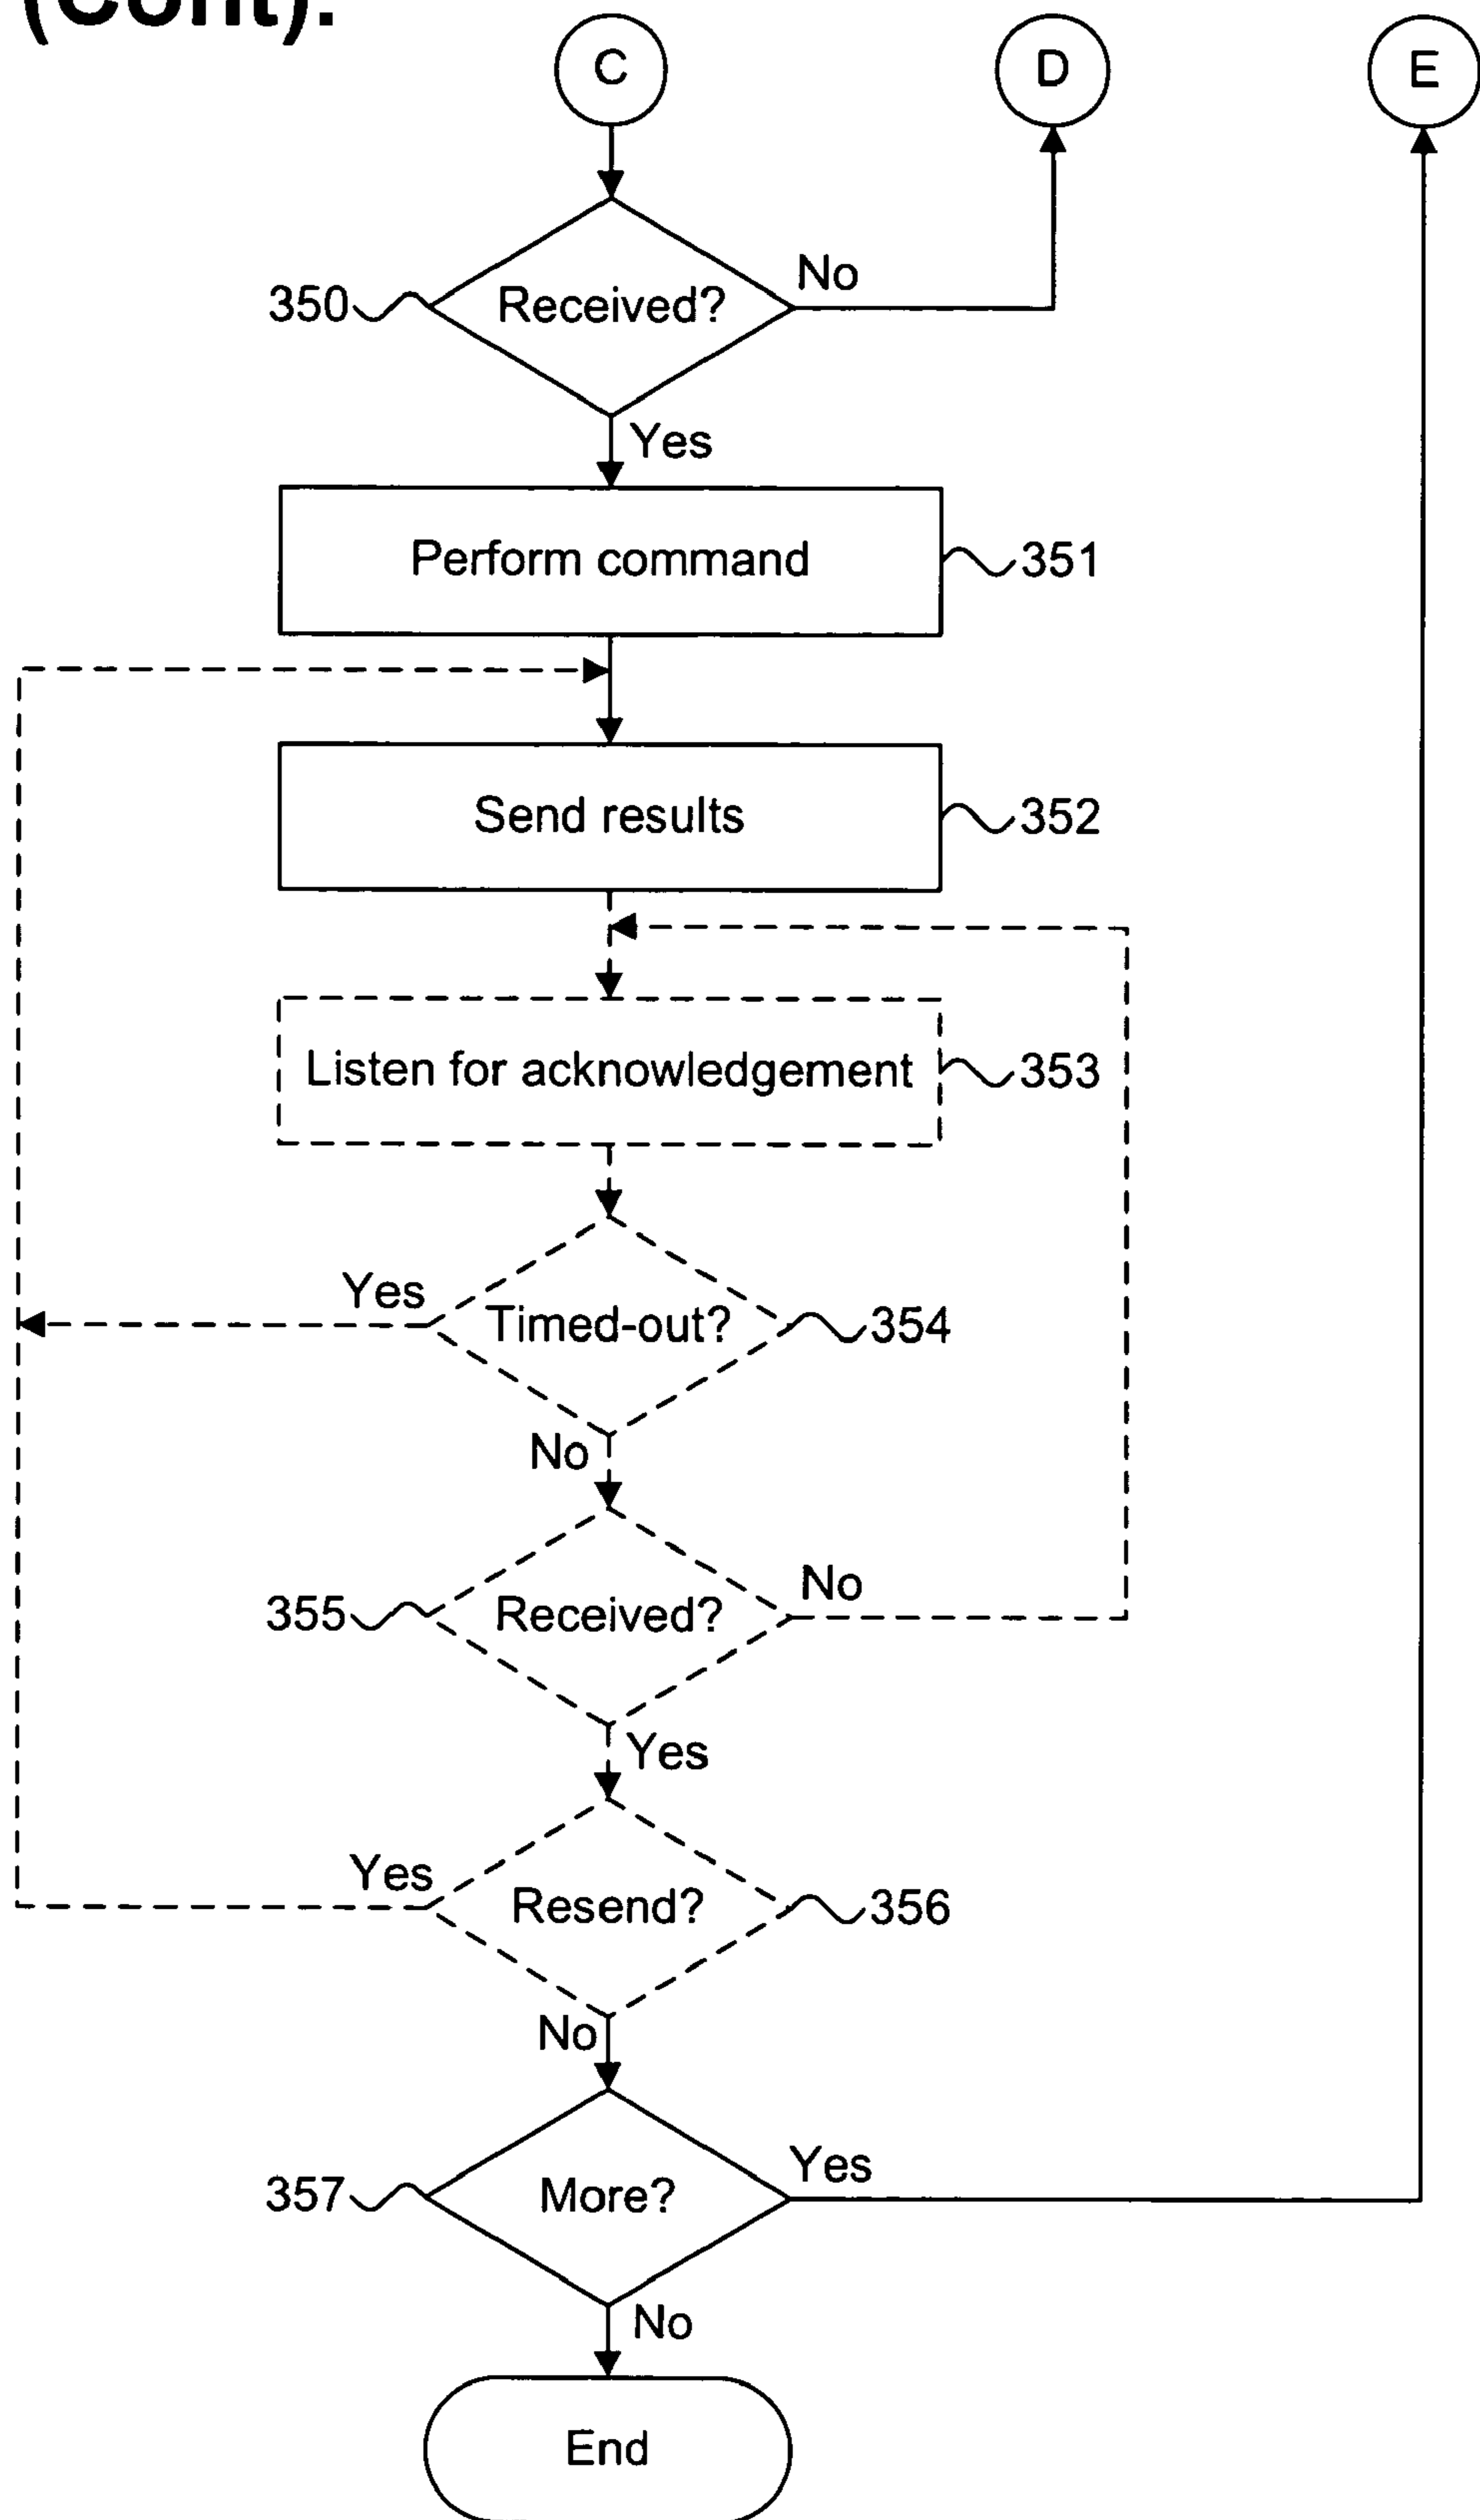 (Cont).
C
D
E
350
Received?
No
Yes
Perform command
351
Send results
352
Listen for acknowledgement
353
Yes
Timed-out?
354
No
355
Received?
No
Yes
Yes
Resend?
356
No
357
More?
Yes
No
End